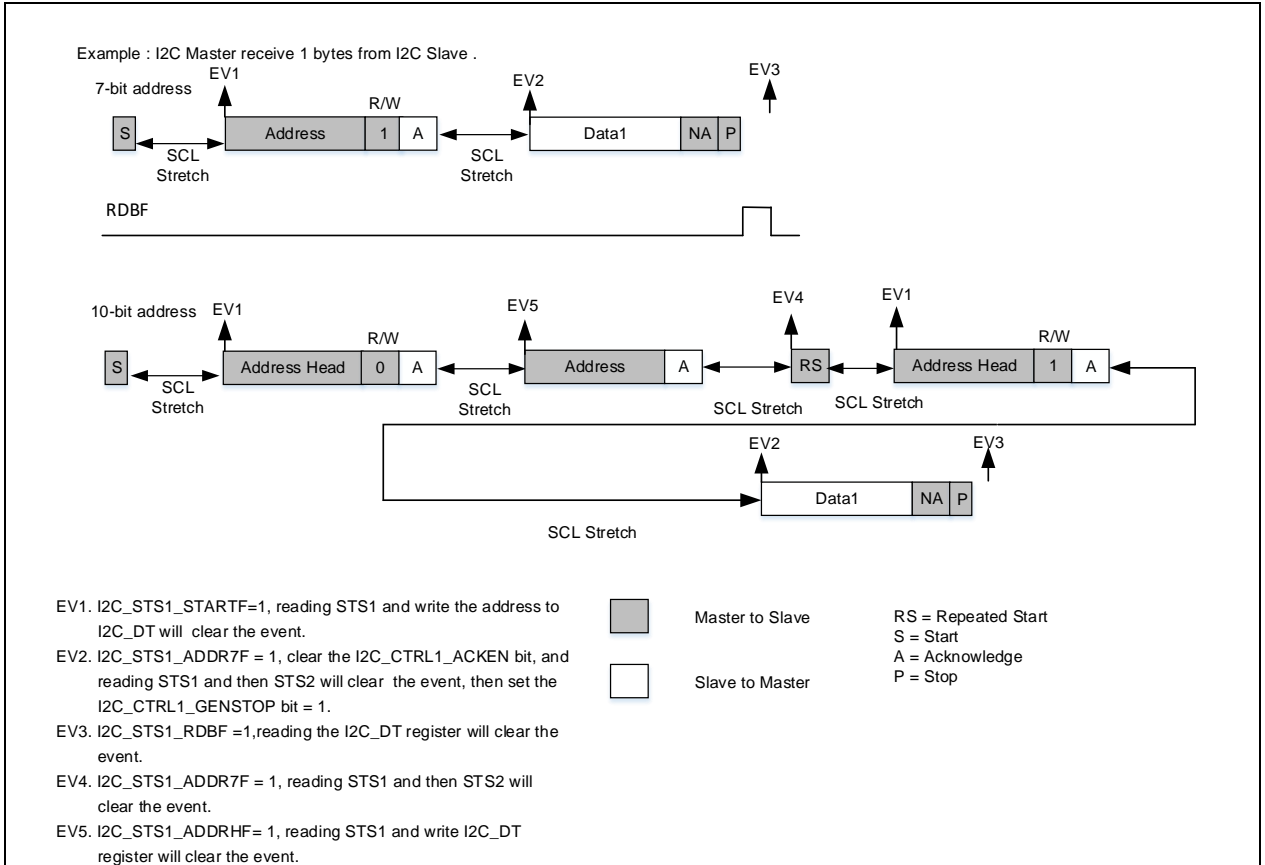 Example : I2C Master receive 1 bytes from I2C Slave .
7-bit address
EV1
EV2
EV3
R/W
S
Address
1
A
Data1
NA
P
SCL
Stretch
SCL
Stretch
RDBF
10-bit address
EV1
EV5
EV4
EV1
R/W
R/W
S
Address Head
0
A
Address
A
RS
Address Head
1
A
SCL
Stretch
SCL
Stretch
SCL Stretch
SCL Stretch
EV2
EV3
Data1
NA
P
SCL Stretch
EV1. I2C_STS1_STARTF=1, reading STS1 and write the address to
I2C_DT will clear the event.
EV2. I2C_STS1_ADDR7F = 1, clear the I2C_CTRL1_ACKEN bit, and
reading STS1 and then STS2 will clear the event, then set the
I2C_CTRL1_GENSTOP bit = 1.
EV3. I2C_STS1_RDBF =1,reading the I2C_DT register will clear the
event.
EV4. I2C_STS1_ADDR7F = 1, reading STS1 and then STS2 will
clear the event.
EV5. I2C_STS1_ADDRHF= 1, reading STS1 and write I2C_DT
register will clear the event.
Master to Slave
Slave to Master
RS = Repeated Start
S = Start
A = Acknowledge
P = Stop